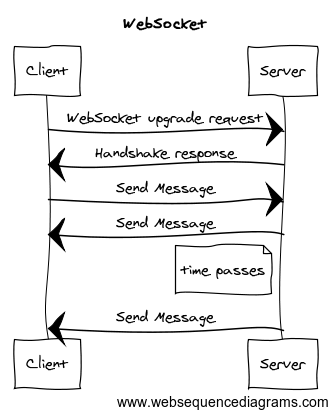 WebSocket
Client
Server
WebSocket upgrade request
Handshake response
Send Message
Send Message
time passes
Send Message
Client
Server
www.websequencediagrams.com